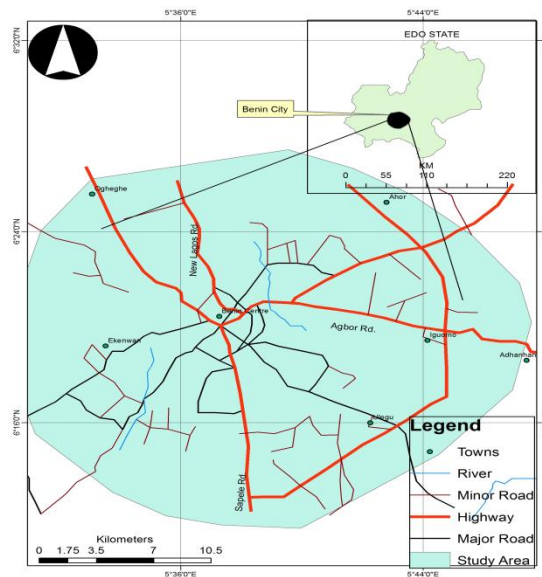 5°36'0"E
5°44'0"E
6°32'0"N
EDO STATE
Benin City
KM
0 55 110 220
Ogheghe
Ahor
6°24'0"N
New Lagos Rd
Benin Centre
Agbor Rd.
Ekenwan
Iguomo
Adhanhan
6°16'0"N
Sapele Rd
Legend
Towns
River
Minor Road
Highway
Major Road
Study Area
Kilometers
0 1.75 3.5 7 10.5
5°36'0"E
5°44'0"E